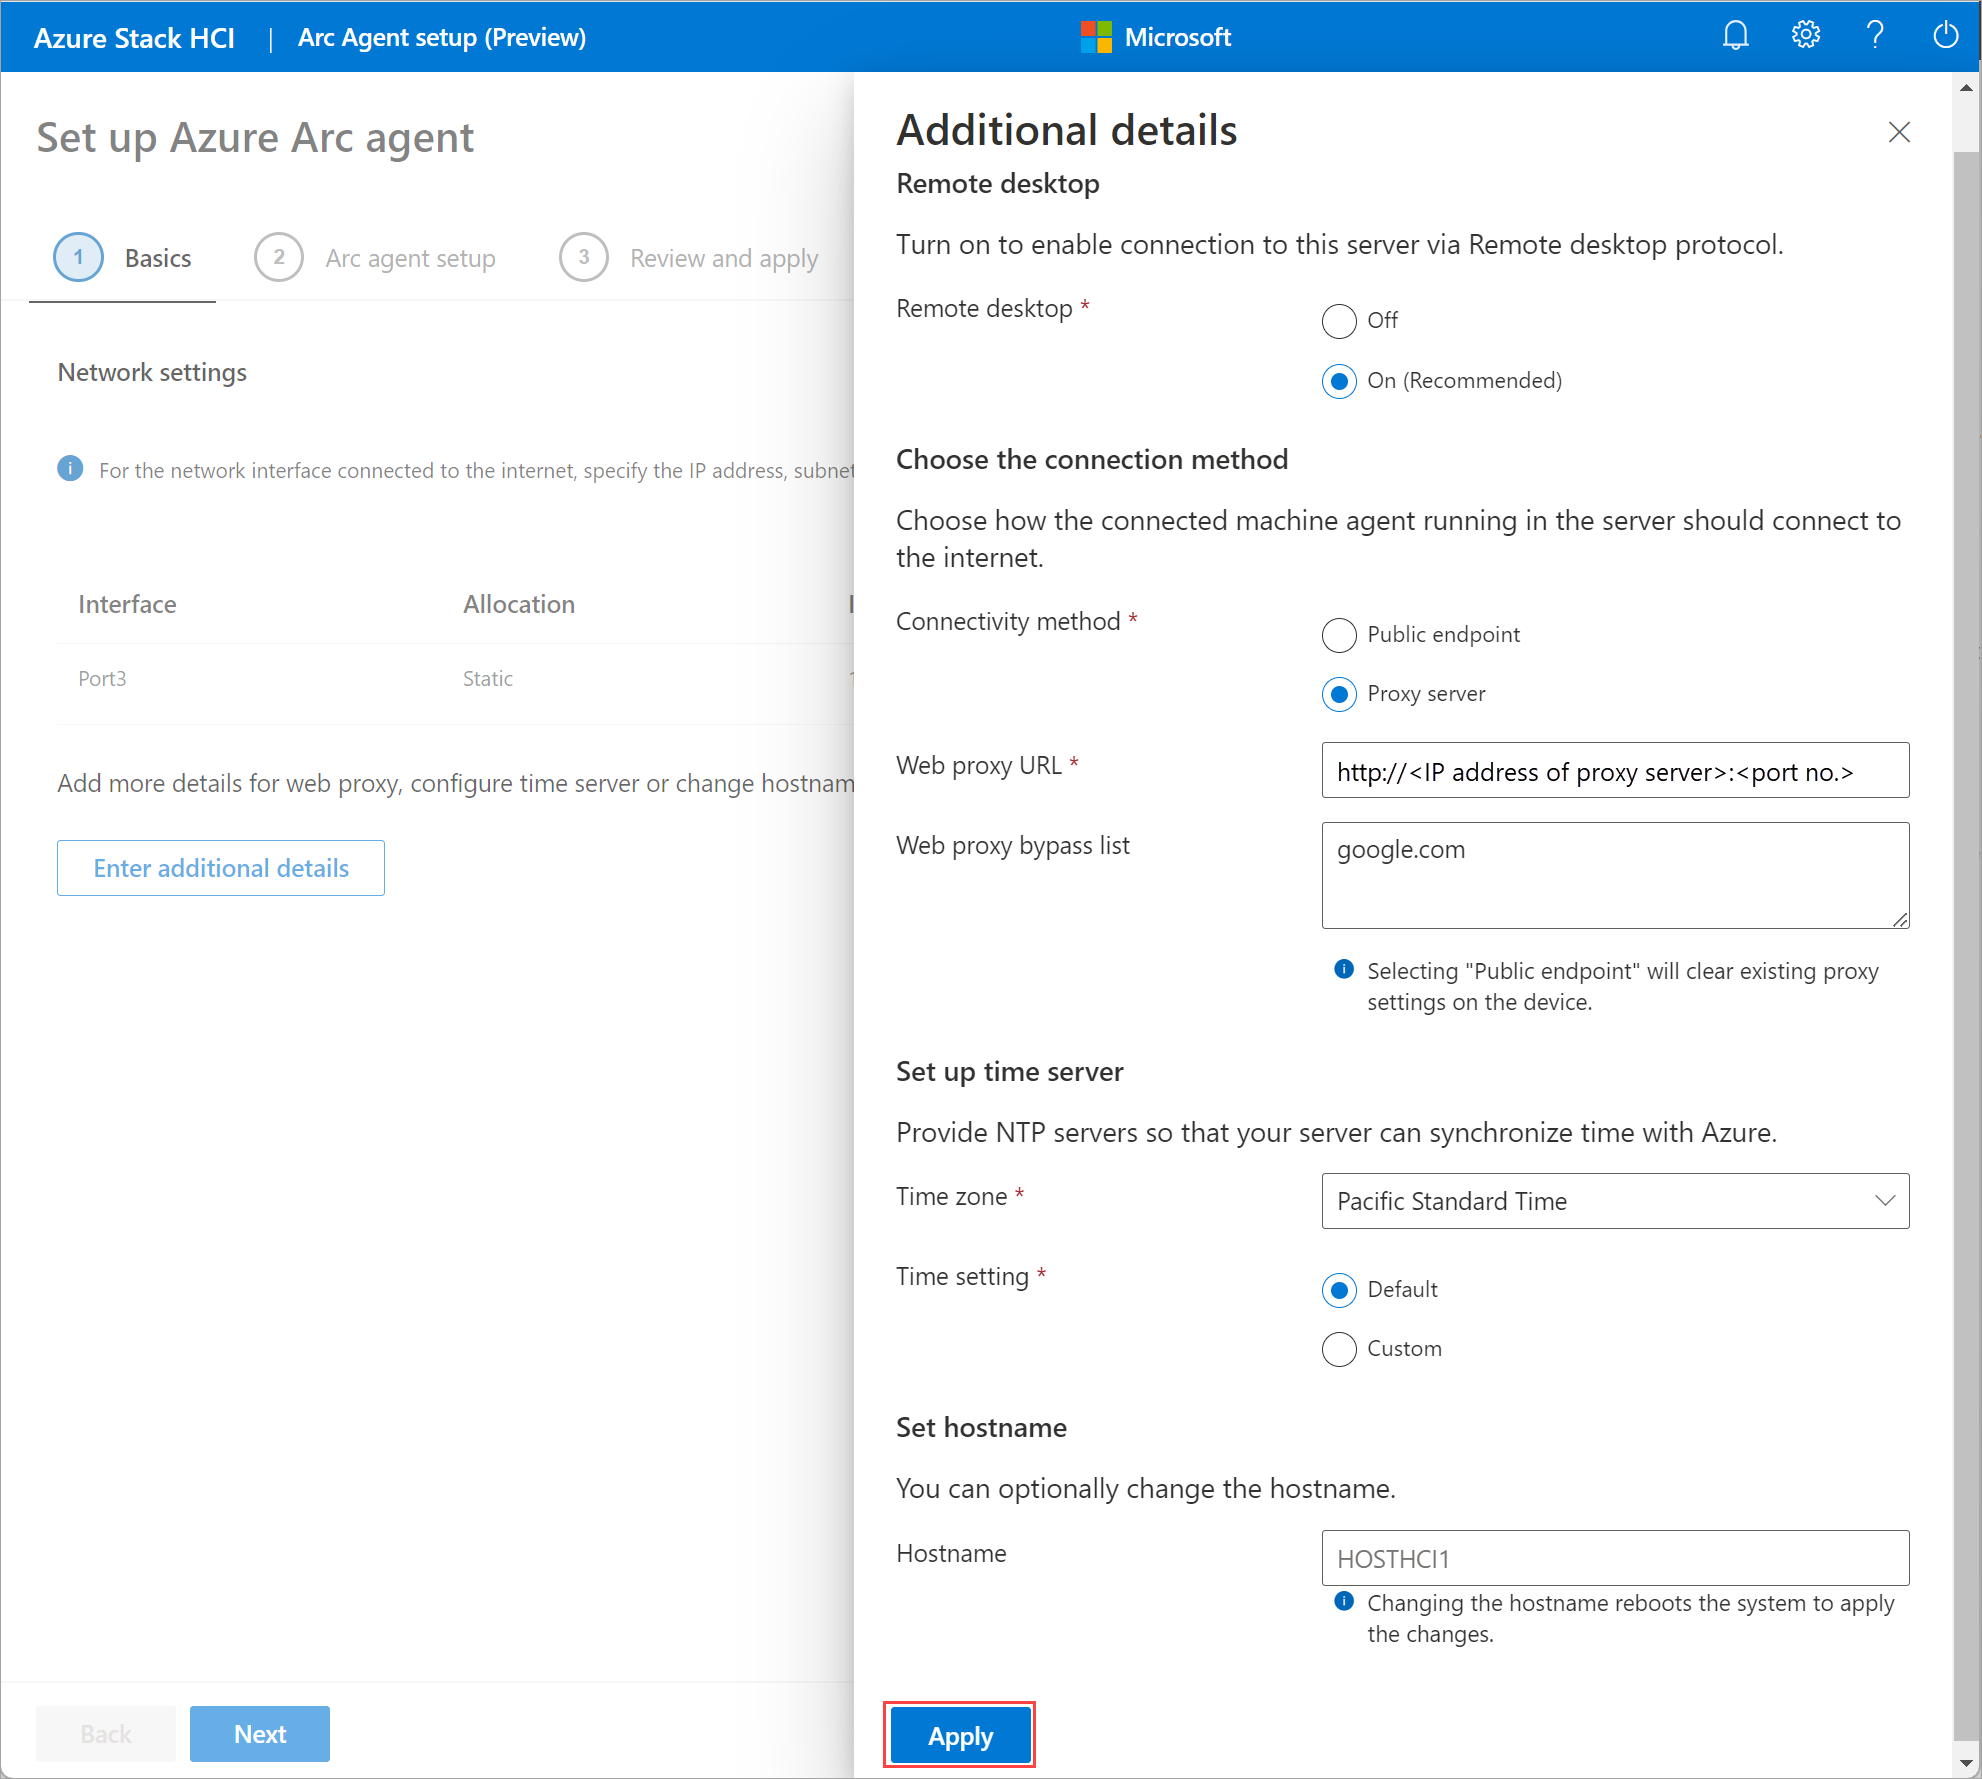 Azure Stack HCI | Arc Agent setup (Preview)
Microsoft
Set up Azure Arc agent
1 Basics 2 Arc agent setup 3 Review and apply
Network settings
For the network interface connected to the internet, specify the IP address, subnet
Interface Allocation
Port3 Static
Add more details for web proxy, configure time server or change hostnam
Enter additional details
Back Next
Additional details
Remote desktop
Turn on to enable connection to this server via Remote desktop protocol.
Remote desktop *
Off
On (Recommended)
Choose the connection method
Choose how the connected machine agent running in the server should connect to
the internet.
Connectivity method *
Public endpoint
Proxy server
Web proxy URL * http://<IP address of proxy server>:<port no.>
Web proxy bypass list google.com
Selecting "Public endpoint" will clear existing proxy
settings on the device.
Set up time server
Provide NTP servers so that your server can synchronize time with Azure.
Time zone * Pacific Standard Time
Time setting *
Default
Custom
Set hostname
You can optionally change the hostname.
Hostname HOSTHCI1
Changing the hostname reboots the system to apply
the changes.
Apply